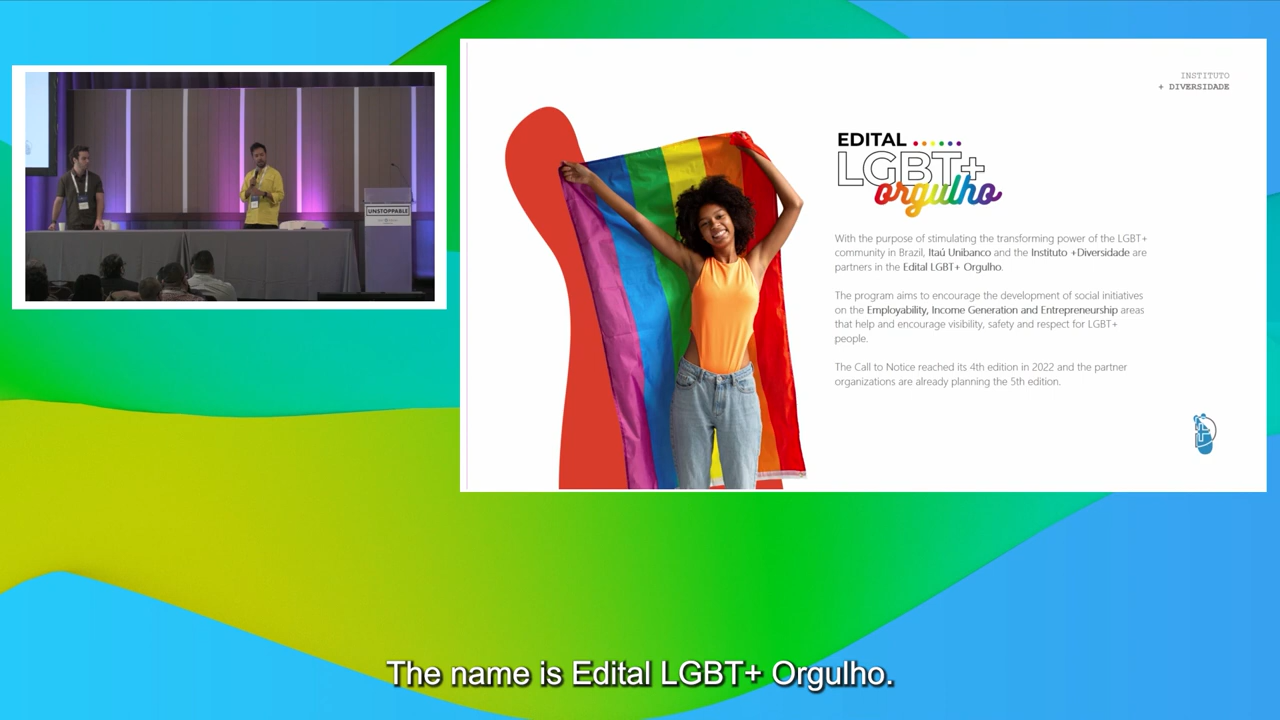 UNSTOPPABLE
INSTITUTO
+ DIVERSIDADE
EDITAL
LGBT+
orgulho
With the purpose of stimulating the transforming power of the LGBT+
community in Brazil, Itaú Unibanco and the Instituto +Diversidade are
partners in the Edital LGBT+ Orgulho.
The program aims to encourage the development of social initiatives
on the Employability, Income Generation and Entrepreneurship areas
that help and encourage visibility, safety and respect for LGBT+
people.
The Call to Notice reached its 4th edition in 2022 and the partner
organizations are already planning the 5th edition.
The name is Edital LGBT+ Orgulho.